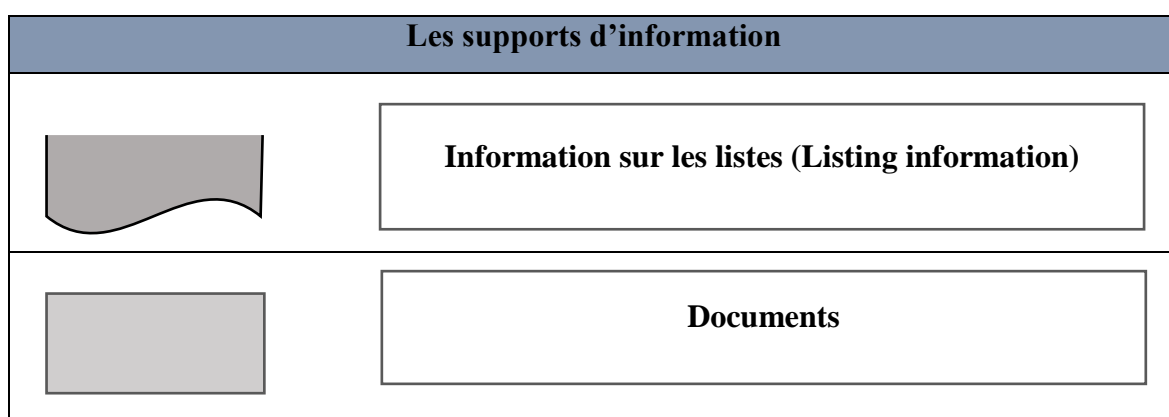 Les supports d’information
Information sur les listes (Listing information)
Documents